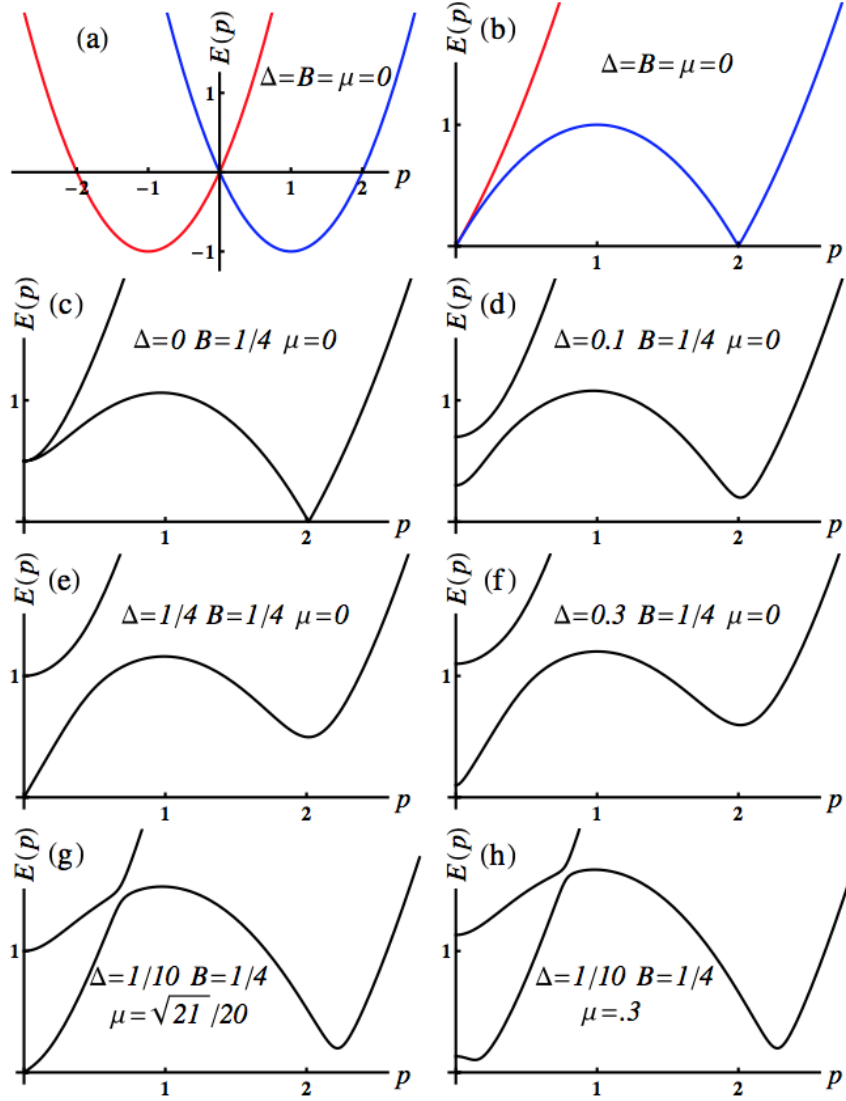 (a) E(p) Δ=B=μ=0
1
-2 -1 1 2 p
-1
(b) E(p) Δ=B=μ=0
1
1 2 p
(c) E(p) Δ=0 B=1/4 μ=0
1
1 2 p
(d) E(p) Δ=0.1 B=1/4 μ=0
1
1 2 p
(e) E(p) Δ=1/4 B=1/4 μ=0
1
1 2 p
(f) E(p) Δ=0.3 B=1/4 μ=0
1
1 2 p
(g) E(p)
1
Δ=1/10 B=1/4
μ=√21/20
1 2 p
(h) E(p)
1
Δ=1/10 B=1/4
μ=.3
1 2 p